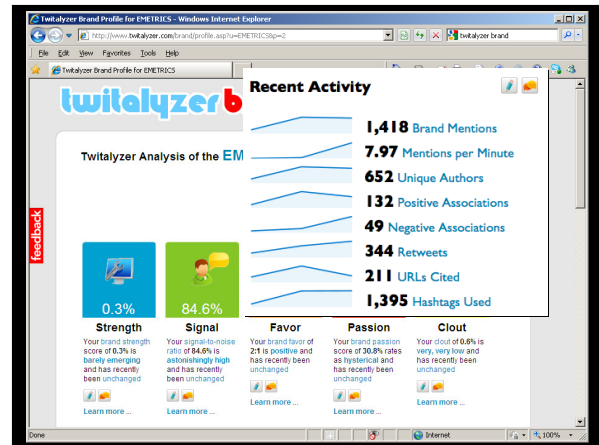 Twitalyzer Brand Profile for EMETRICS - Windows Internet Explorer
http://www.twitalyzer.com/brand/profile.asp?u=EMETRICS&p=2
twitalyzer brand
File Edit View Favorites Tools Help
Twitalyzer Brand Profile for EMETRICS
twitalyzer b
Recent Activity
1,418 Brand Mentions
7.97 Mentions per Minute
652 Unique Authors
132 Positive Associations
49 Negative Associations
344 Retweets
211 URLs Cited
1,395 Hashtags Used
Twitalyzer Analysis of the EM
feedback
0.3%
84.6%
Strength
Your brand strength
score of 0.3% is
barely emerging
and has recently
been unchanged
Learn more ...
Signal
Your signal-to-noise
ratio of 84.6% is
astonishingly high
and has recently
been unchanged
Learn more ...
Favor
Your brand favor of
2:1 is positive and
has recently been
unchanged
Learn more ...
Passion
Your brand passion
score of 30.8% rates
as hysterical and
has recently been
unchanged
Learn more ...
Clout
Your clout of 0.6% is
very, very low and
has recently been
unchanged
Learn more ...
Done
Internet
100%